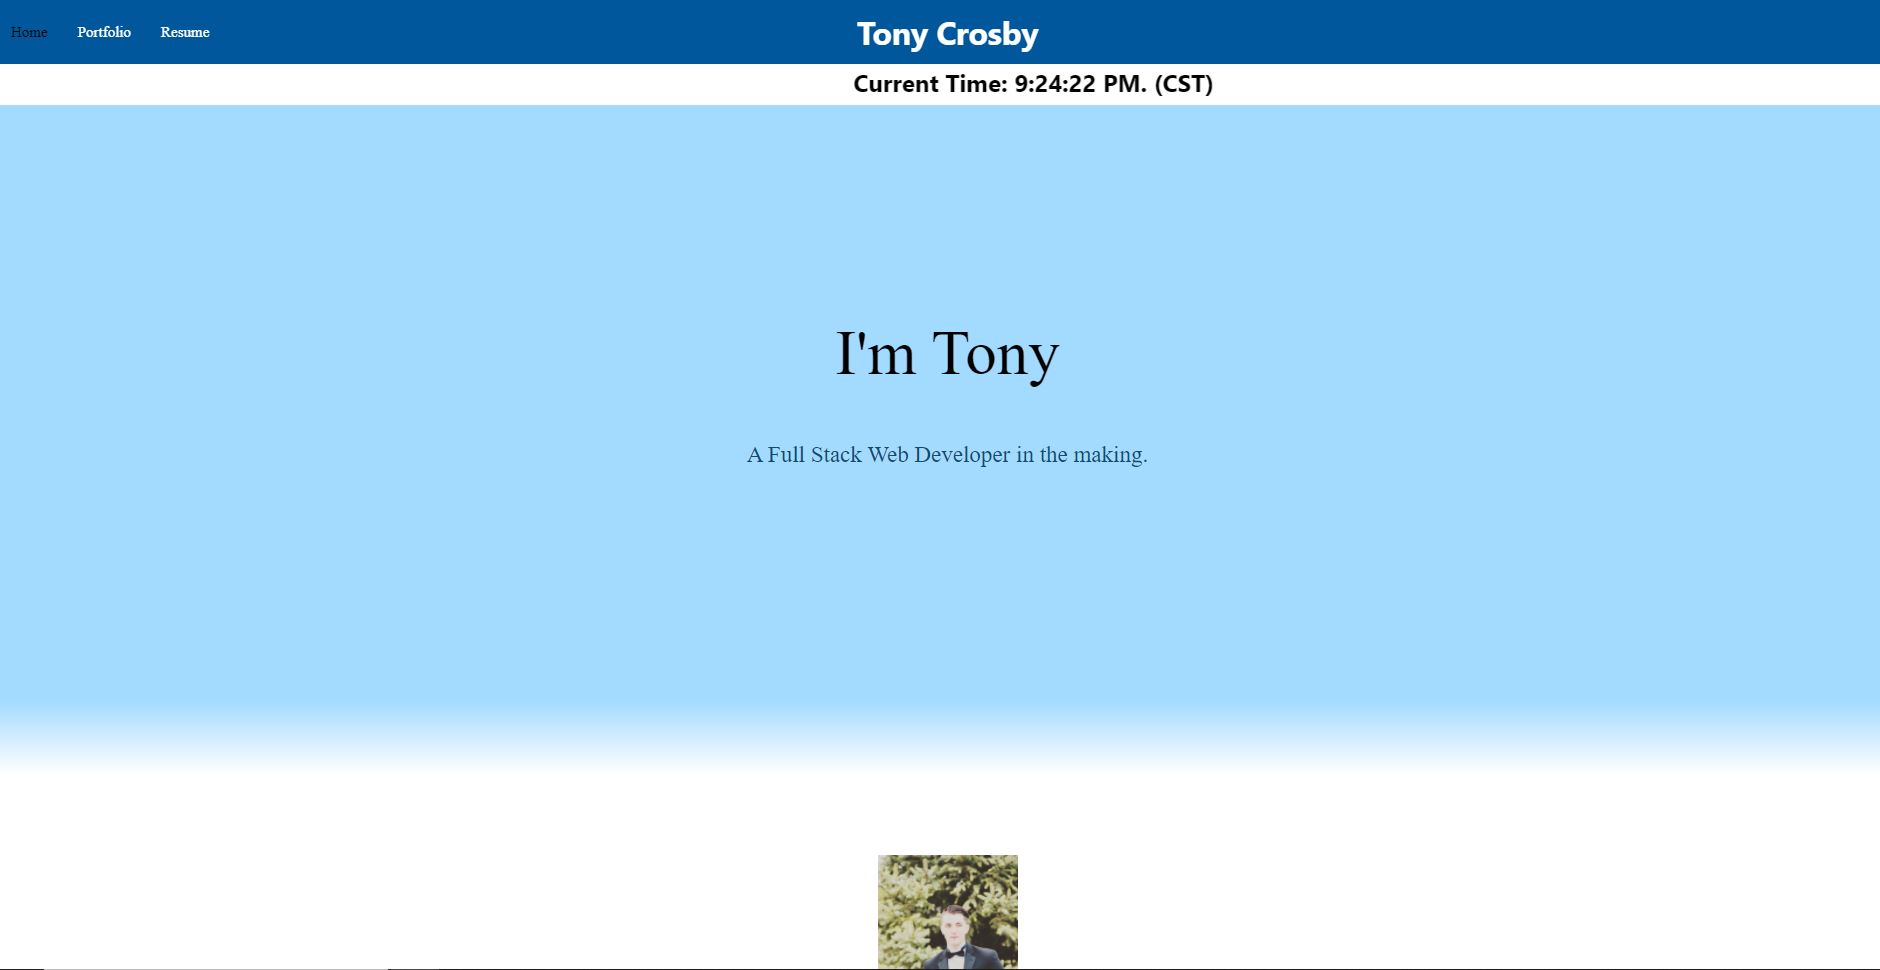 Home Portfolio Resume Tony Crosby
Current Time: 9:24:22 PM. (CST)
I'm Tony
A Full Stack Web Developer in the making.